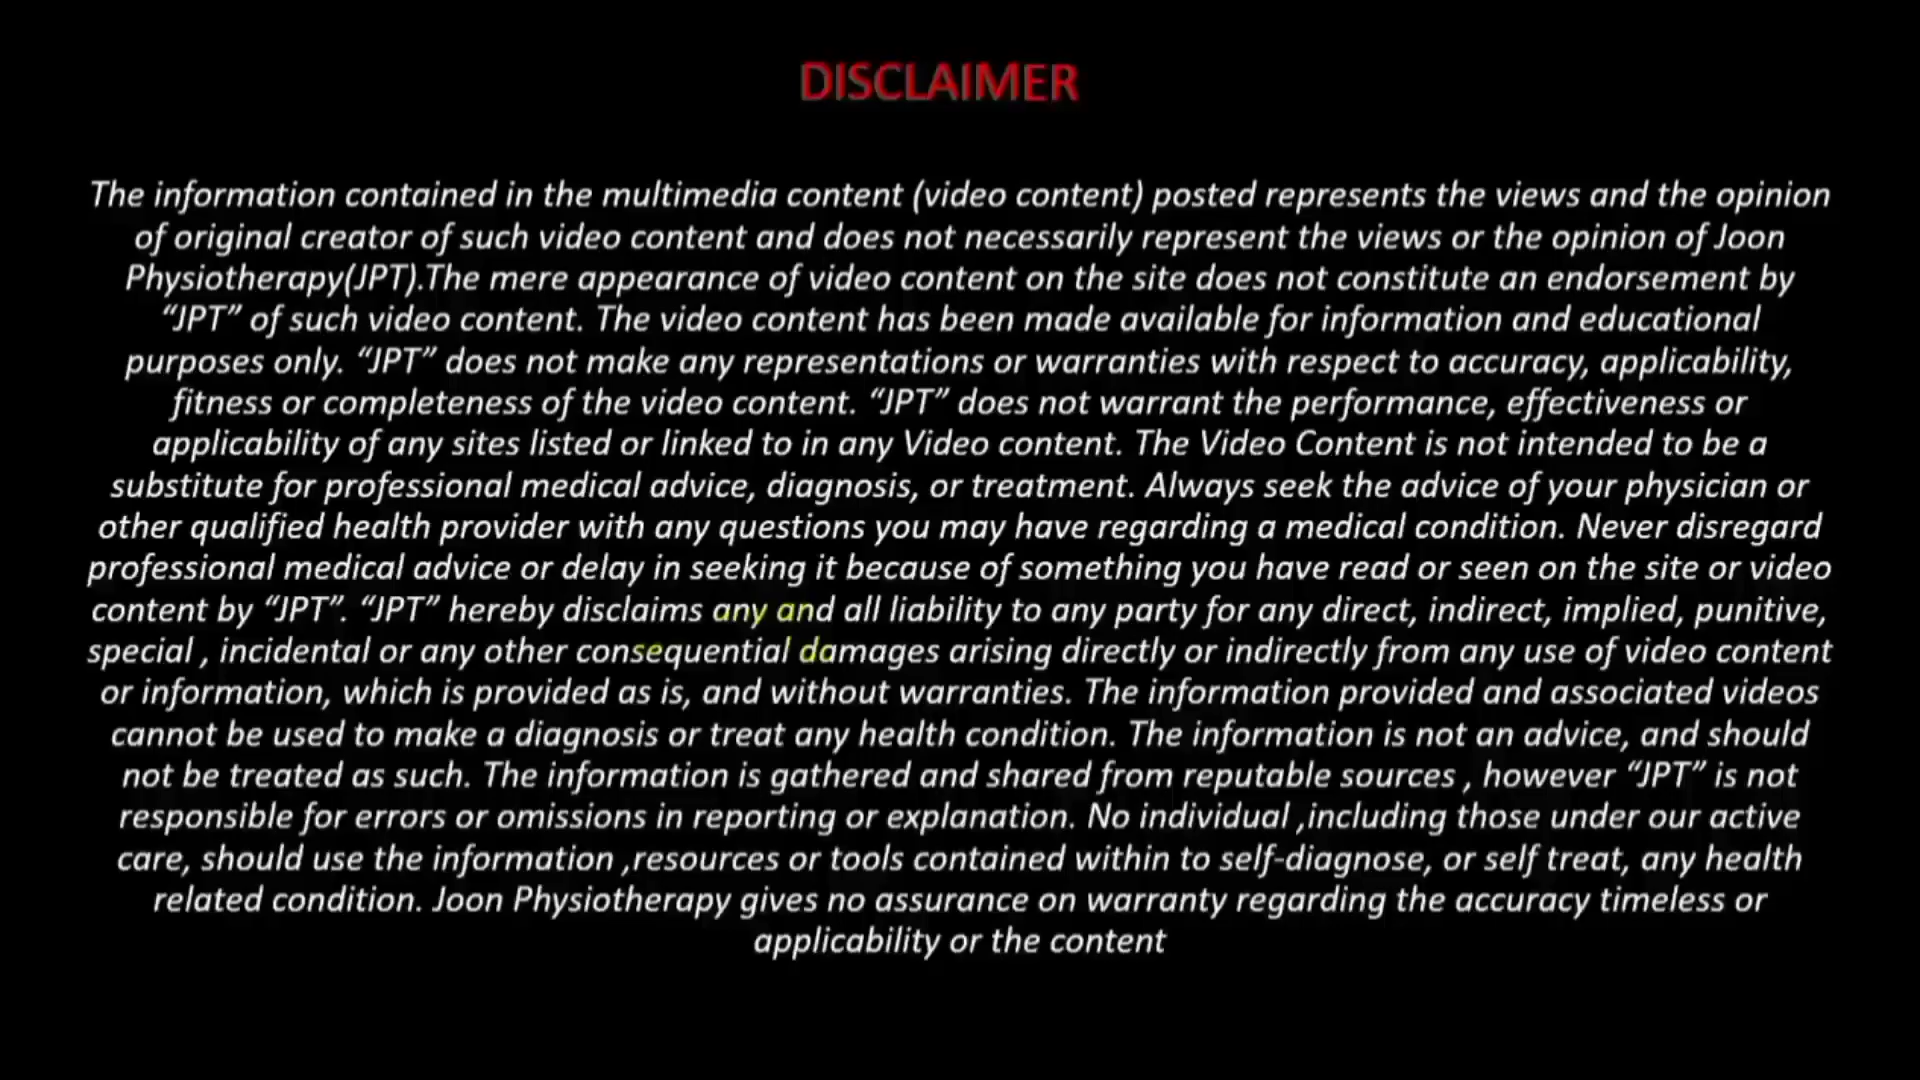 DISCLAIMER
The information contained in the multimedia content (video content) posted represents the views and the opinion
of original creator of such video content and does not necessarily represent the views or the opinion of Joon
Physiotherapy(JPT).The mere appearance of video content on the site does not constitute an endorsement by
“JPT” of such video content. The video content has been made available for information and educational
purposes only. “JPT” does not make any representations or warranties with respect to accuracy, applicability,
fitness or completeness of the video content. “JPT” does not warrant the performance, effectiveness or
applicability of any sites listed or linked to in any Video content. The Video Content is not intended to be a
substitute for professional medical advice, diagnosis, or treatment. Always seek the advice of your physician or
other qualified health provider with any questions you may have regarding a medical condition. Never disregard
professional medical advice or delay in seeking it because of something you have read or seen on the site or video
content by “JPT”. “JPT” hereby disclaims any and all liability to any party for any direct, indirect, implied, punitive,
special , incidental or any other consequential damages arising directly or indirectly from any use of video content
or information, which is provided as is, and without warranties. The information provided and associated videos
cannot be used to make a diagnosis or treat any health condition. The information is not an advice, and should
not be treated as such. The information is gathered and shared from reputable sources , however “JPT” is not
responsible for errors or omissions in reporting or explanation. No individual ,including those under our active
care, should use the information ,resources or tools contained within to self-diagnose, or self treat, any health
related condition. Joon Physiotherapy gives no assurance on warranty regarding the accuracy timeless or
applicability or the content